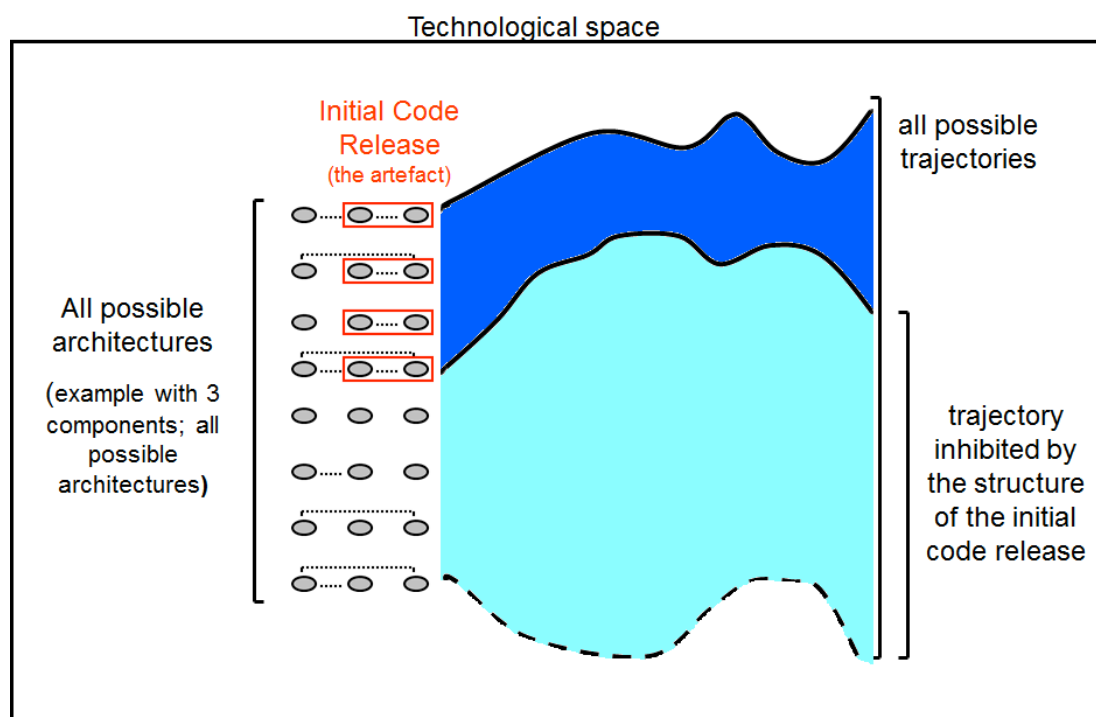 Technological space
Initial Code
Release
(the artefact)
all possible
trajectories
All possible
architectures
(example with 3
components; all
possible
architectures)
trajectory
inhibited by
the structure
of the initial
code release